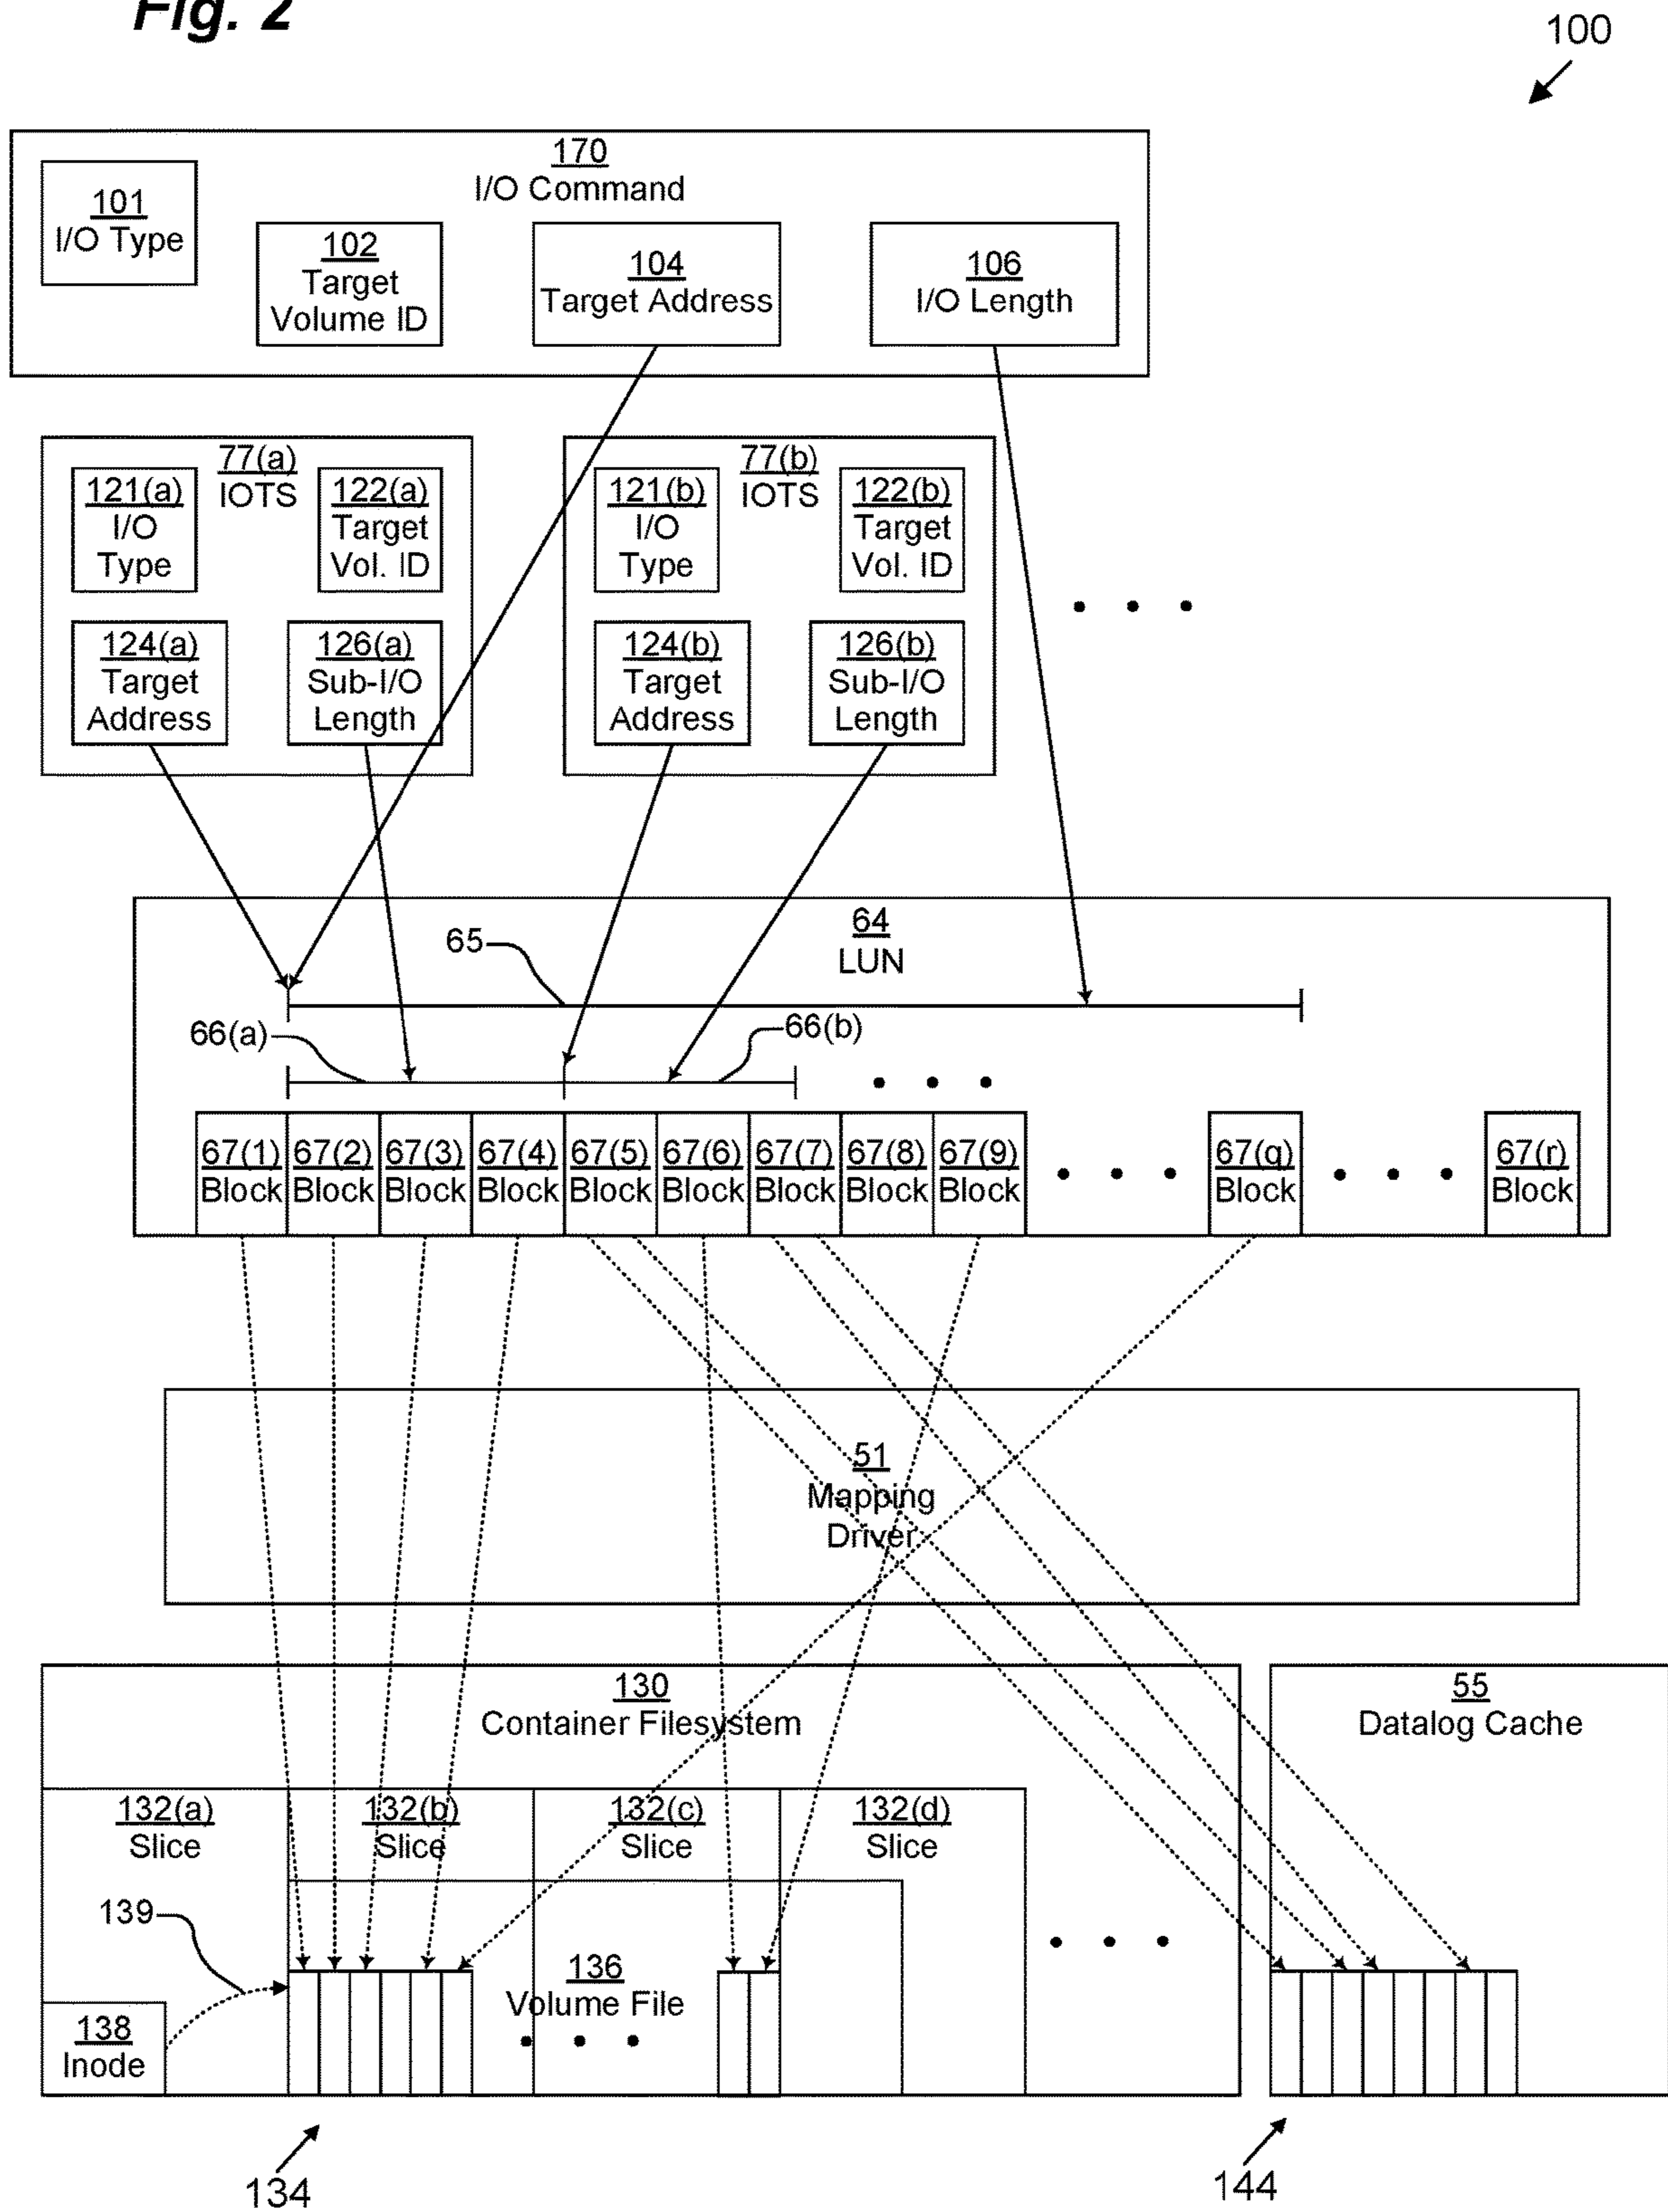 Fig. 2
100
170
I/O Command
101
I/O Type
102
Target
Volume ID
104
Target Address
106
I/O Length
77(a)
IOTS
121(a)
I/O
Type
122(a)
Target
Vol. ID
124(a)
Target
Address
126(a)
Sub-I/O
Length
77(b)
IOTS
121(b)
I/O
Type
122(b)
Target
Vol. ID
124(b)
Target
Address
126(b)
Sub-I/O
Length
64
LUN
65
66(a)
66(b)
67(1)
Block
67(2)
Block
67(3)
Block
67(4)
Block
67(5)
Block
67(6)
Block
67(7)
Block
67(8)
Block
67(9)
Block
67(q)
Block
67(r)
Block
51
Mapping
Driver
130
Container Filesystem
55
Datalog Cache
132(a)
Slice
132(b)
Slice
132(c)
Slice
132(d)
Slice
139
136
Volume File
138
Inode
134
144